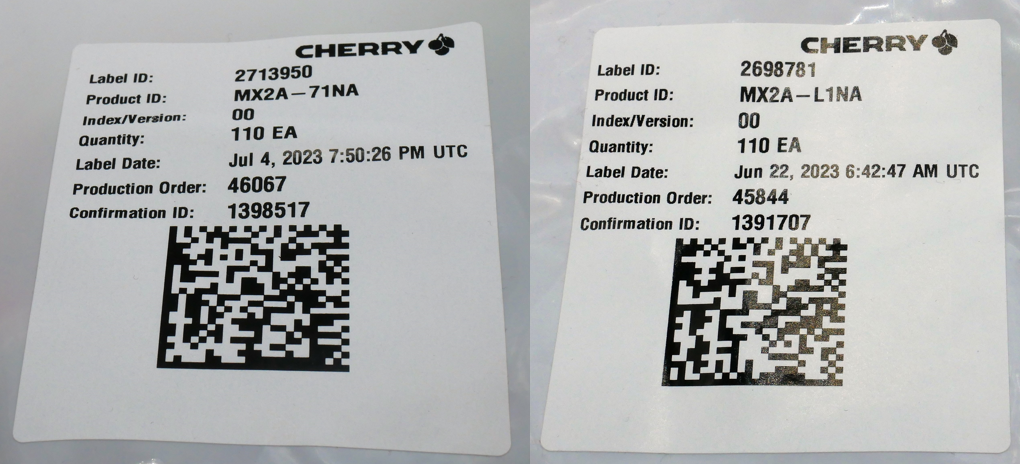 CHERRY
Label ID: 2713950
Product ID: MX2A-71NA
Index/Version: 00
Quantity: 110 EA
Label Date: Jul 4, 2023 7:50:26 PM UTC
Production Order: 46067
Confirmation ID: 1398517
CHERRY
Label ID: 2698781
Product ID: MX2A-L1NA
Index/Version: 00
Quantity: 110 EA
Label Date: Jun 22, 2023 6:42:47 AM UTC
Production Order: 45844
Confirmation ID: 1391707